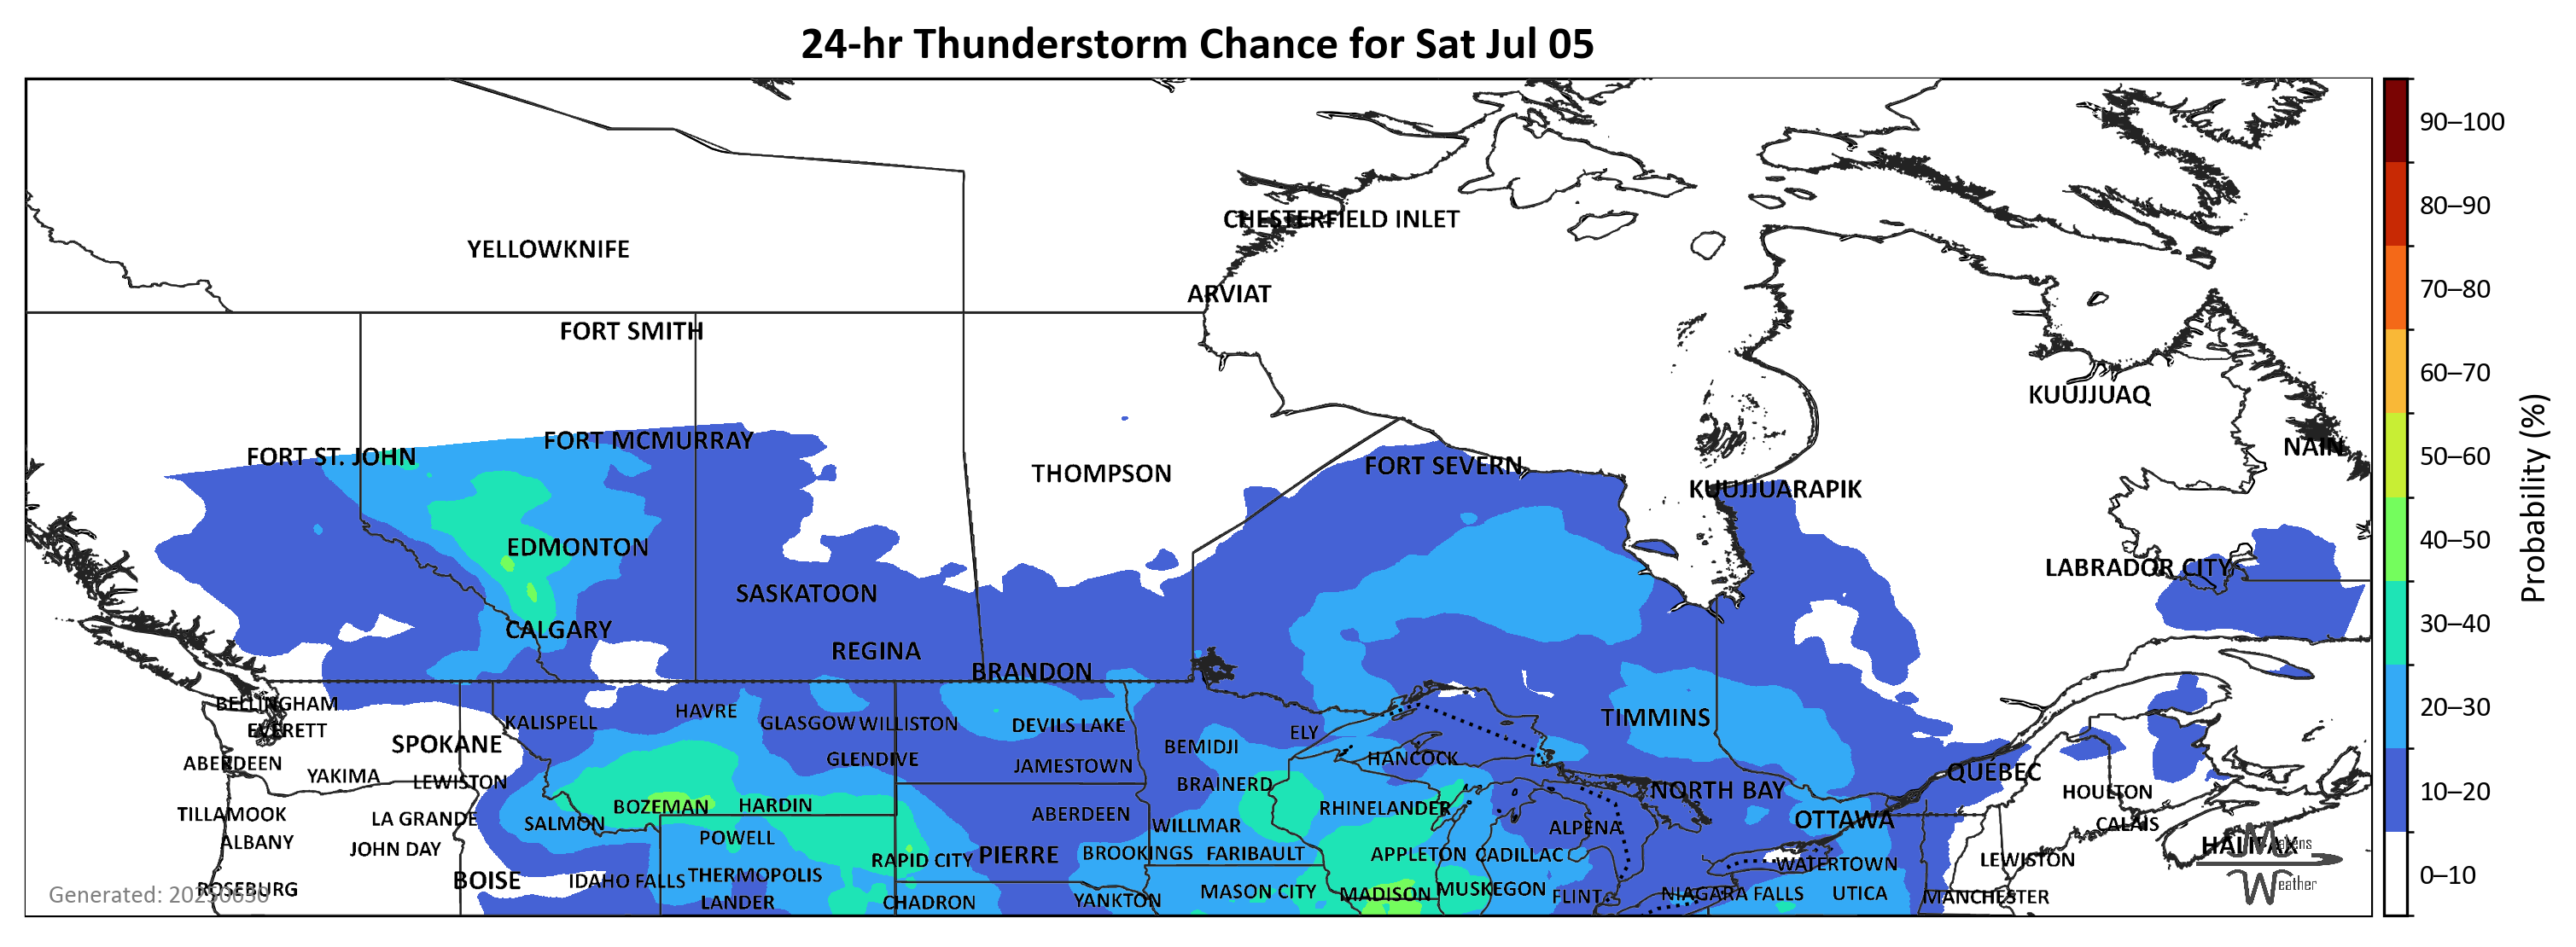 24-hr Thunderstorm Chance for Sat Jul 05
90–100
80–90
CHESTERFIELD INLET
YELLOWKNIFE
70–80
ARVIAT
FORT SMITH
60–70
KUUJJUAQ
FORT MCMURRAY
NAIN
50–60
FORT ST. JOHN
FORT SEVERN
THOMPSON
KUUJJUARAPIK
Probability (%)
40–50
EDMONTON
LABRADOR CITY
SASKATOON
30–40
CALGARY
REGINA
BRANDON
BELLINGHAM
20–30
HAVRE
TIMMINS
KALISPELL
GLASGOW
WILLISTON
DEVILS LAKE
EVERETT
ELY
SPOKANE
BEMIDJI
GLENDIVE
HANCOCK
ABERDEEN
JAMESTOWN
QUÉBEC
YAKIMA
LEWISTON
BRAINERD
NORTH BAY
HOULTON
10–20
BOZEMAN
HARDIN
RHINELANDER
TILLAMOOK
ABERDEEN
LA GRANDE
OTTAWA
SALMON
WILLMAR
ALPENA
CALAIS
POWELL
ALBANY
HALIFAX
Makens
Weather
JOHN DAY
PIERRE
BROOKINGS
FARIBAULT
APPLETON
CADILLAC
RAPID CITY
LEWISTON
WATERTOWN
THERMOPOLIS
0–10
BOISE
IDAHO FALLS
ROSEBURG
MASON CITY
MADISON
MUSKEGON
Generated: 20250630
NIAGARA FALLS
UTICA
FLINT
MANCHESTER
LANDER
CHADRON
YANKTON